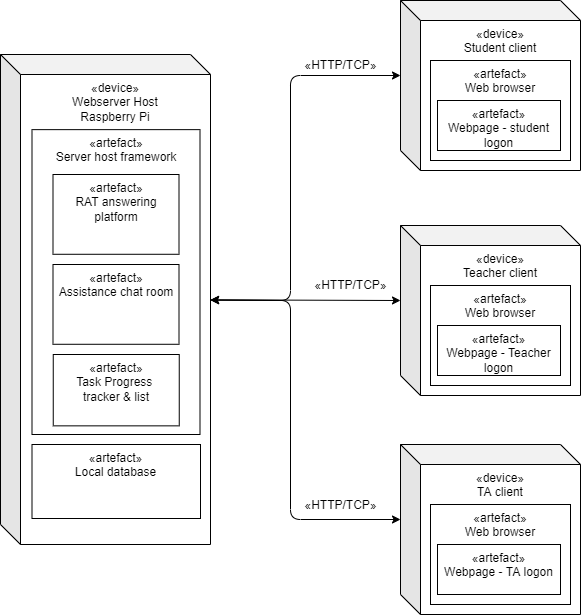 «device»
Webserver Host
Raspberry Pi
«artefact»
Server host framework
«artefact»
RAT answering
platform
«artefact»
Assistance chat room
«artefact»
Task Progress
tracker & list
«artefact»
Local database
«HTTP/TCP»
«HTTP/TCP»
«HTTP/TCP»
«device»
Student client
«artefact»
Web browser
«artefact»
Webpage - student
logon
«device»
Teacher client
«artefact»
Web browser
«artefact»
Webpage - Teacher
logon
«device»
TA client
«artefact»
Web browser
«artefact»
Webpage - TA logon